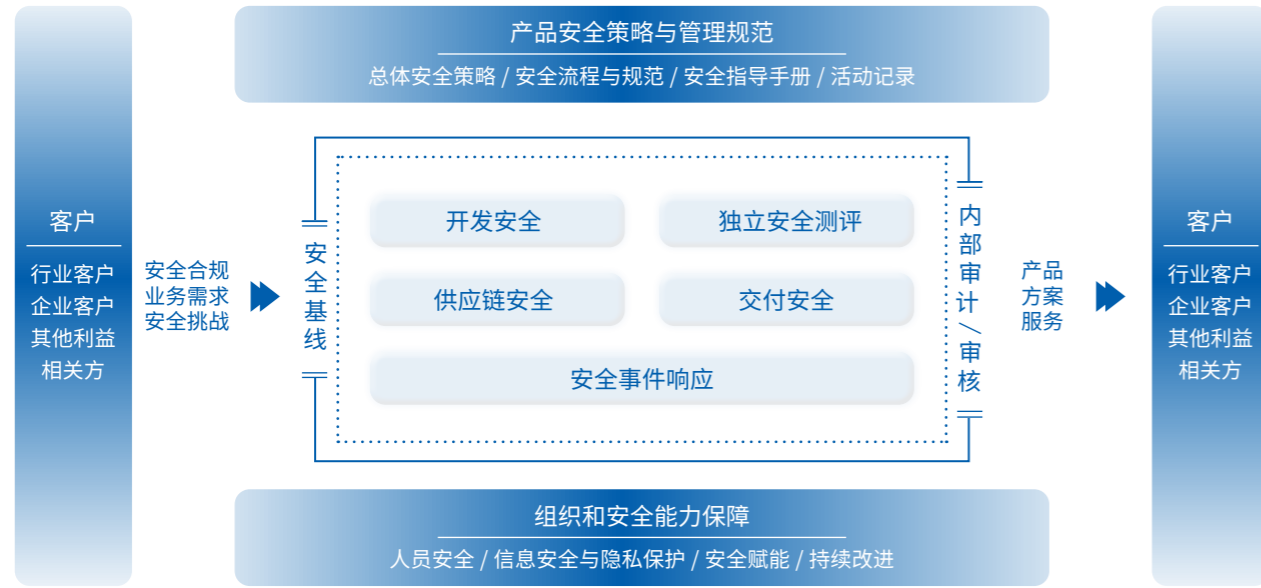 产品安全策略与管理规范
总体安全策略 / 安全流程与规范 / 安全指导手册 / 活动记录
客户
行业客户
企业客户
其他利益
相关方
安全合规
业务需求
安全挑战
安全基线
开发安全
独立安全测评
供应链安全
交付安全
安全事件响应
内部审计/审核
产品
方案
服务
客户
行业客户
企业客户
其他利益
相关方
组织和安全能力保障
人员安全 / 信息安全与隐私保护 / 安全赋能 / 持续改进